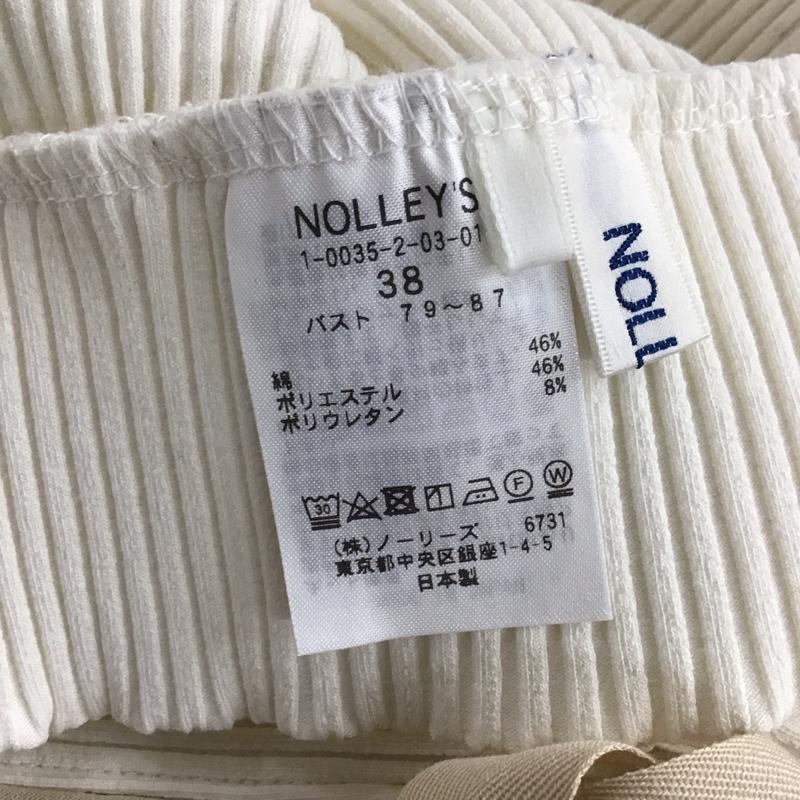 NOLLEY'S
1-0035-2-03-01
38
バスト 79～87
綿 46%
ポリエステル 46%
ポリウレタン 8%
30
F
W
(株)ノーリーズ 6731
東京都中央区銀座1-4-5
日本製
NOLL